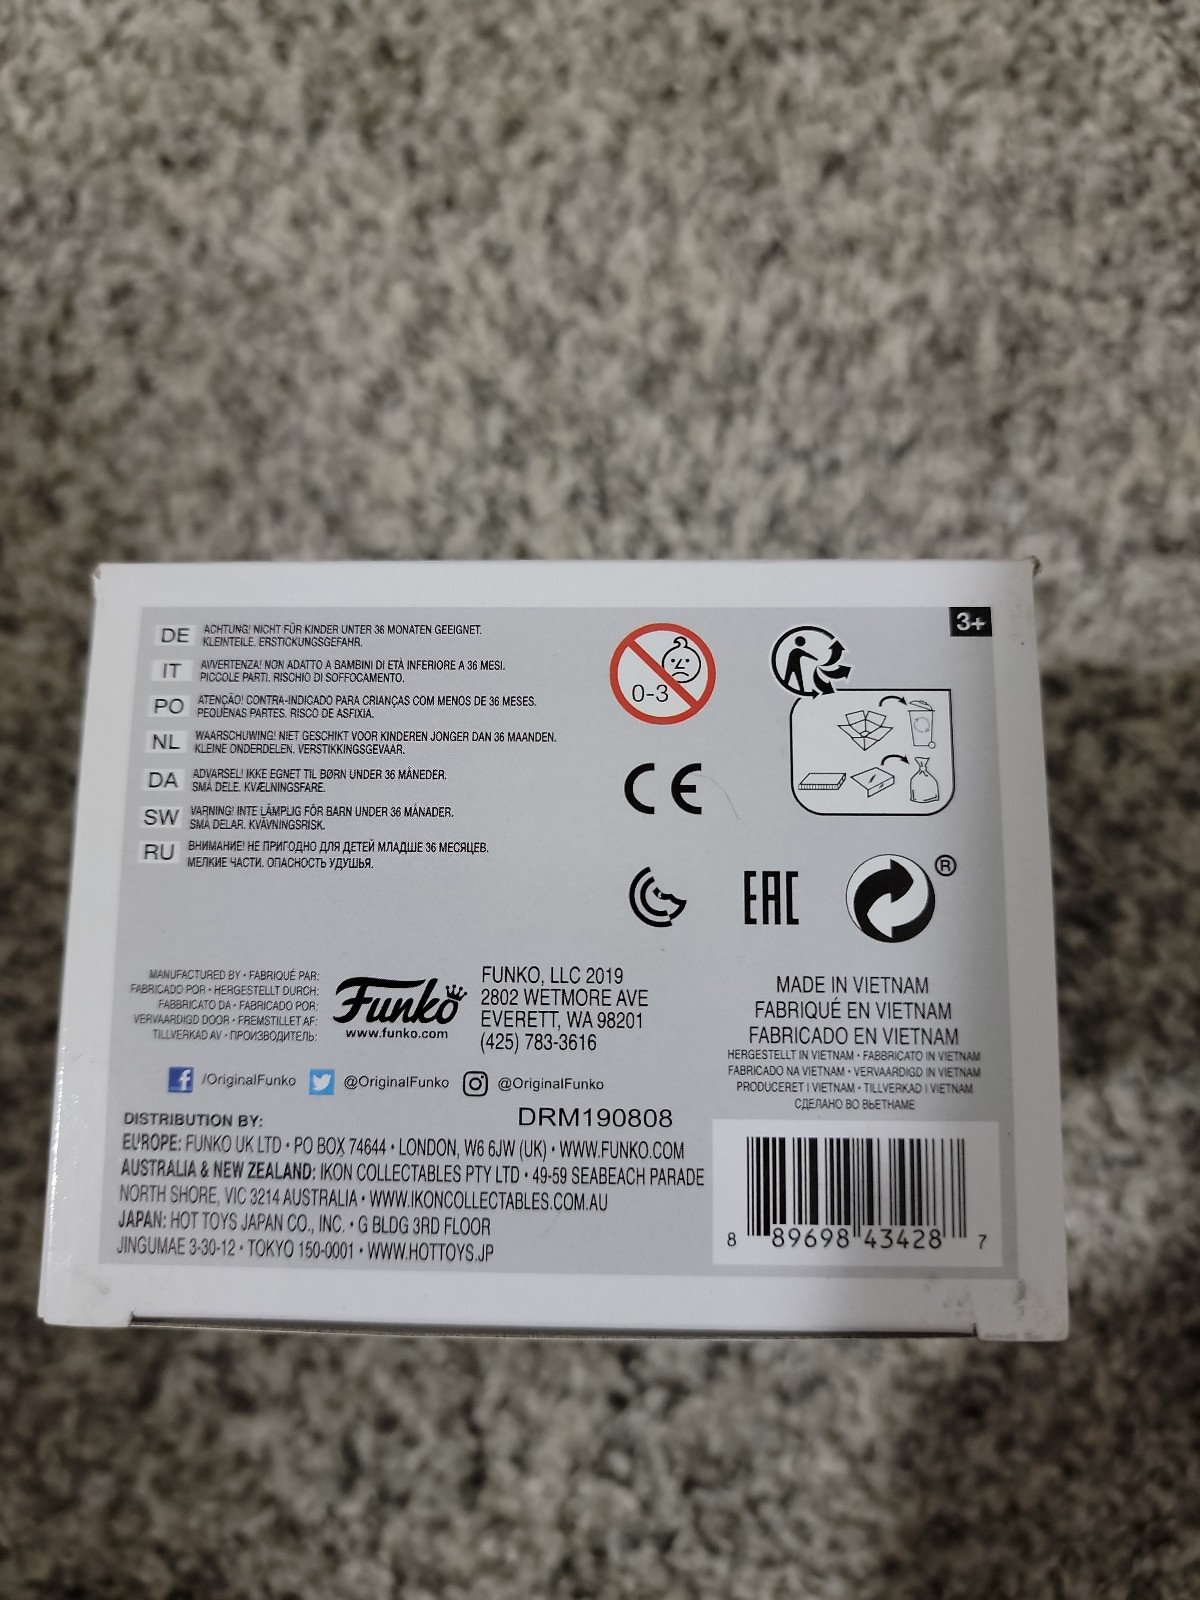 3+
DE ACHTUNG! NICHT FÜR KINDER UNTER 36 MONATEN GEEIGNET.
KLEINTEILE. ERSTICKUNGSGEFAHR.
IT AVVERTENZA! NON ADATTO A BAMBINI DI ETÀ INFERIORE A 36 MESI.
PICCOLE PARTI. RISCHIO DI SOFFOCAMENTO.
PO ATENÇÃO! CONTRA-INDICADO PARA CRIANÇAS COM MENOS DE 36 MESES.
PEQUENAS PARTES. RISCO DE ASFIXIA.
NL WAARSCHUWING! NIET GESCHIKT VOOR KINDEREN JONGER DAN 36 MAANDEN.
KLEINE ONDERDELEN. VERSTIKKINGSGEVAAR.
DA ADVARSEL! IKKE EGNET TIL BØRN UNDER 36 MÅNEDER.
SMÅ DELE. KVÆLNINGSFARE.
SW VARNING! INTE LÄMPLIG FÖR BARN UNDER 36 MÅNADER.
SMÅ DELAR. KVÄVNINGSRISK.
RU ВНИМАНИЕ! НЕ ПРИГОДНО ДЛЯ ДЕТЕЙ МЛАДШЕ 36 МЕСЯЦЕВ.
МЕЛКИЕ ЧАСТИ. ОПАСНОСТЬ УДУШЬЯ.
0-3
CE
EAC
®
MANUFACTURED BY • FABRIQUÉ PAR:
FABRICADO POR • HERGESTELLT DURCH:
FABBRICATO DA • FABRICADO POR:
VERVAARDIGD DOOR • FREMSTILLET AF:
TILLVERKAD AV • ПРОИЗВОДИТЕЛЬ:
Funko
www.funko.com
FUNKO, LLC 2019
2802 WETMORE AVE
EVERETT, WA 98201
(425) 783-3616
MADE IN VIETNAM
FABRIQUÉ EN VIETNAM
FABRICADO EN VIETNAM
HERGESTELLT IN VIETNAM • FABBRICATO IN VIETNAM
FABRICADO NA VIETNAM • VERVAARDIGD IN VIETNAM
PRODUCERET I VIETNAM • TILLVERKAD I VIETNAM
СДЕЛАНО ВО ВЬЕТНАМЕ
/OriginalFunko @OriginalFunko @OriginalFunko
DRM190808
DISTRIBUTION BY:
EUROPE: FUNKO UK LTD • PO BOX 74644 • LONDON, W6 6JW (UK) • WWW.FUNKO.COM
AUSTRALIA & NEW ZEALAND: IKON COLLECTABLES PTY LTD • 49-59 SEABEACH PARADE
NORTH SHORE, VIC 3214 AUSTRALIA • WWW.IKONCOLLECTABLES.COM.AU
JAPAN: HOT TOYS JAPAN CO., INC. • G BLDG 3RD FLOOR
JINGUMAE 3-30-12 • TOKYO 150-0001 • WWW.HOTTOYS.JP
8 89698 43428 7